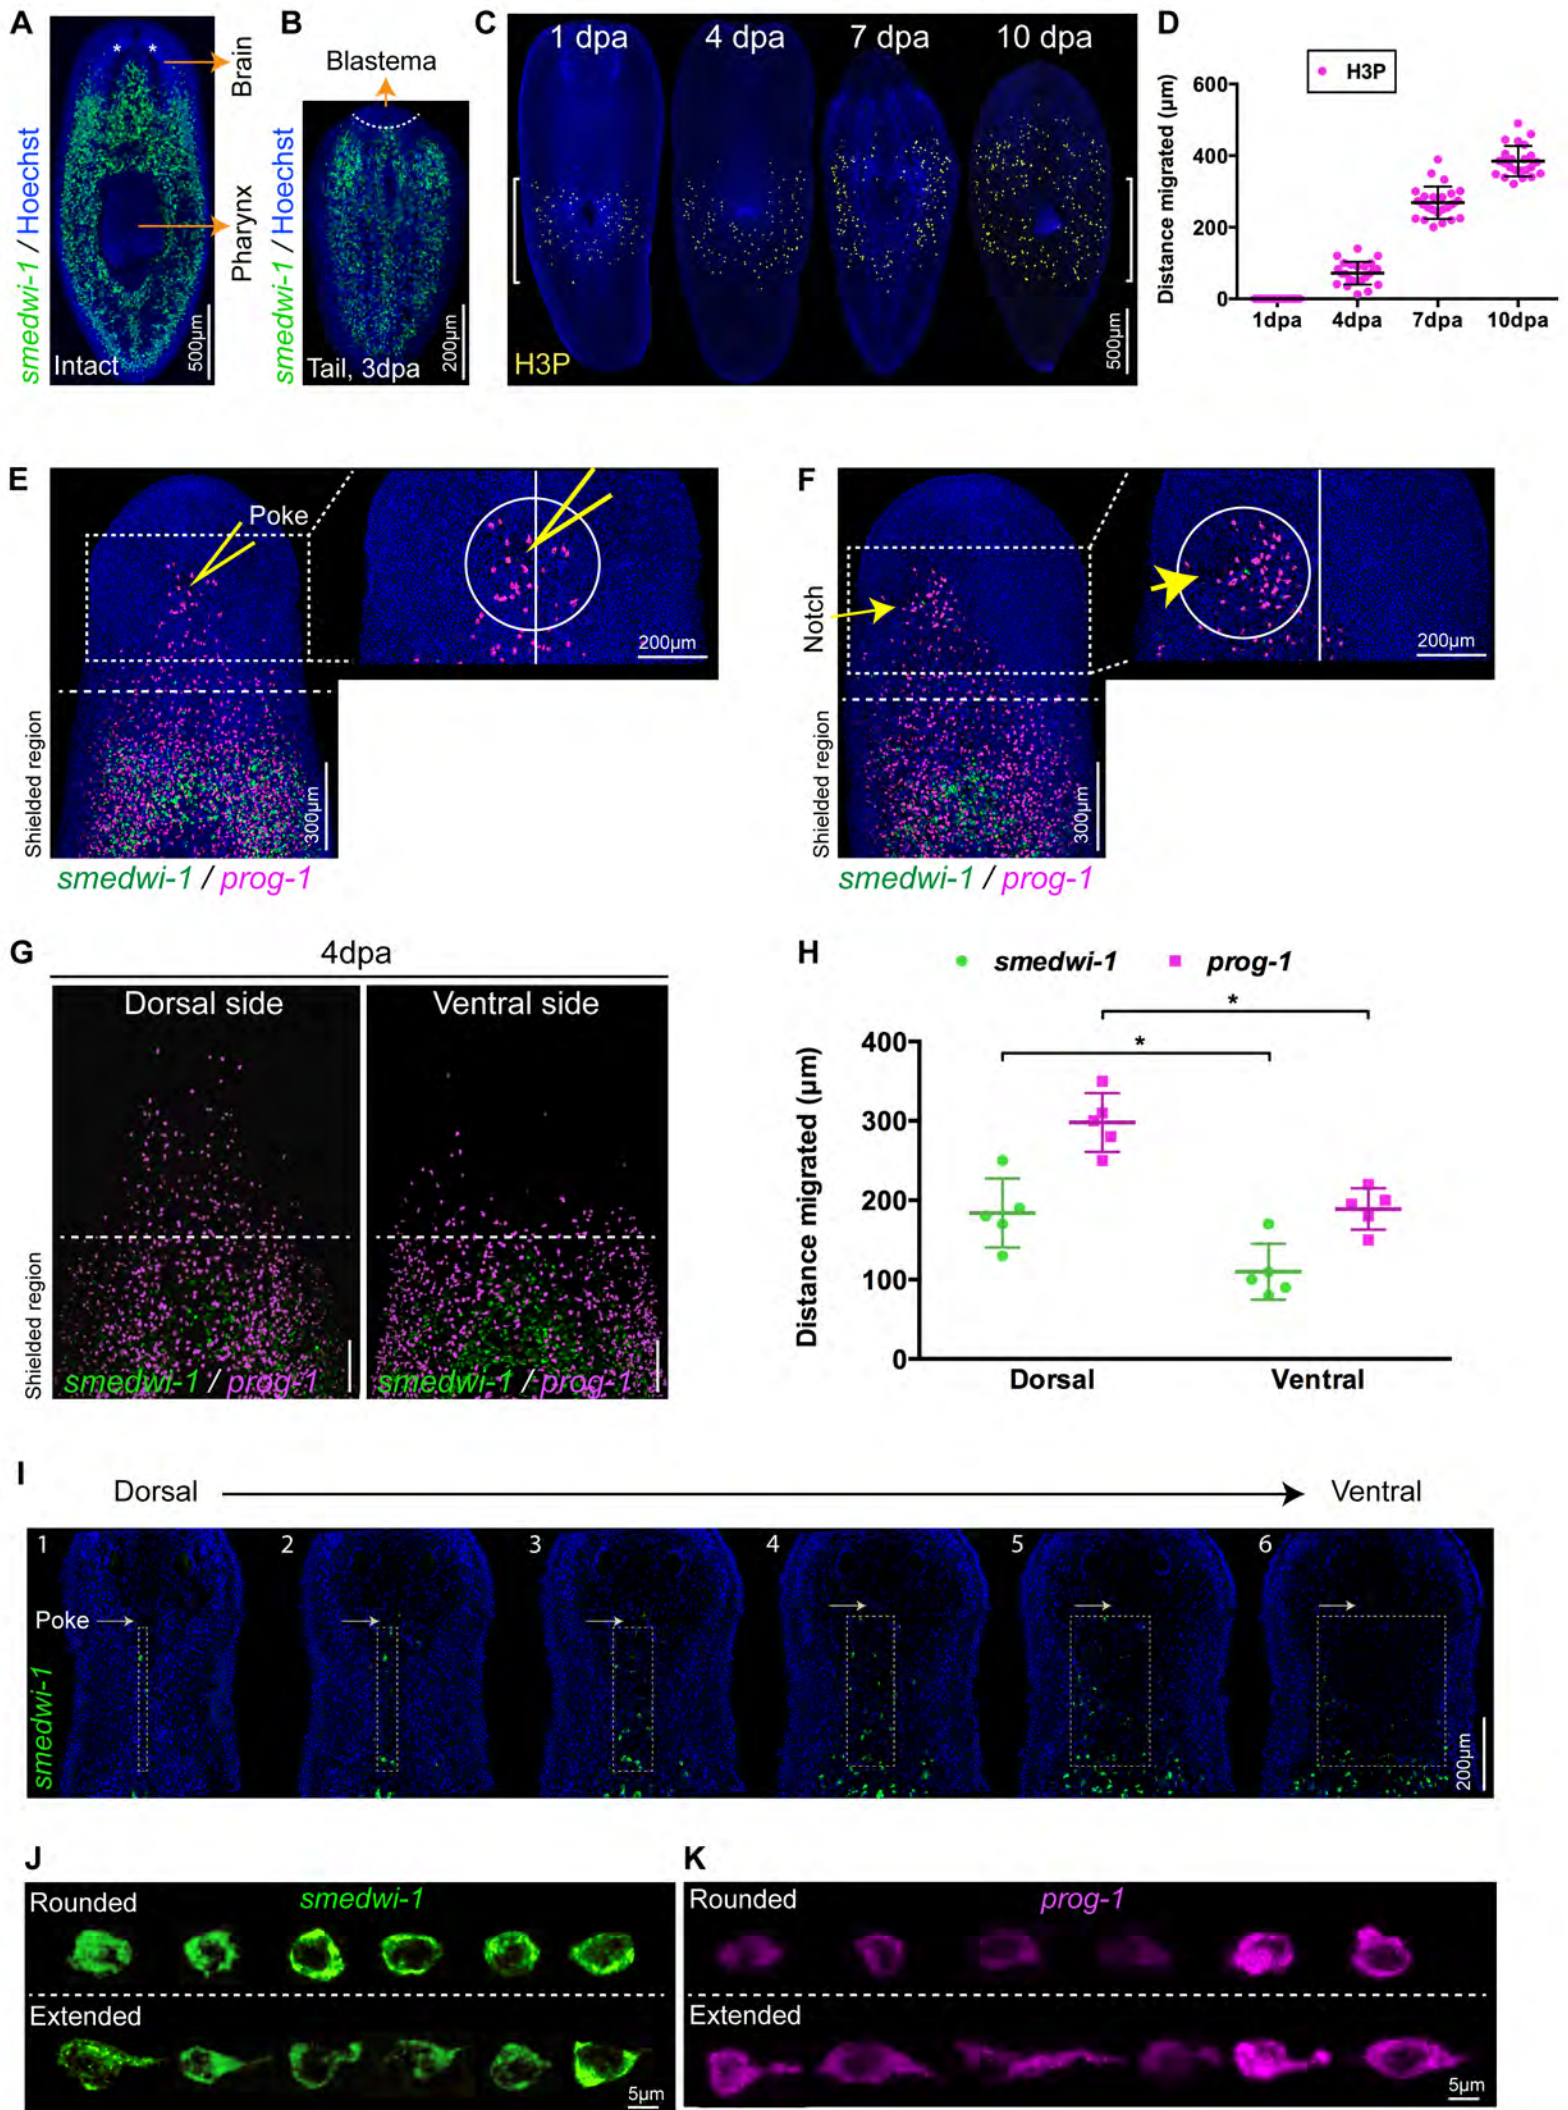 A
smedwi-1 / Hoechst
* *
Brain
Pharynx
Intact
500µm
B
Blastema
smedwi-1 / Hoechst
Tail, 3dpa
200µm
C
1 dpa 4 dpa 7 dpa 10 dpa
H3P
500µm
D
H3P
Distance migrated (µm)
600
400
200
0
1dpa 4dpa 7dpa 10dpa
E
Poke
200µm
Shielded region
300µm
smedwi-1 / prog-1
F
Notch
200µm
Shielded region
300µm
smedwi-1 / prog-1
G
4dpa
Dorsal side Ventral side
Shielded region
smedwi-1 / prog-1 smedwi-1 / prog-1
H
smedwi-1 prog-1
*
*
Distance migrated (µm)
400
300
200
100
0
Dorsal Ventral
I
Dorsal Ventral
1 2 3 4 5 6
Poke
smedwi-1
200µm
J
Rounded smedwi-1
Extended
5µm
K
Rounded prog-1
Extended
5µm